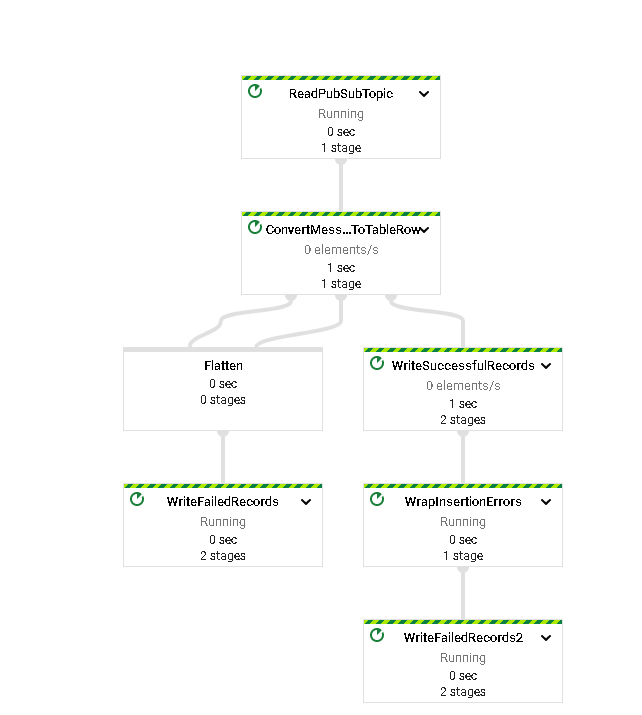 ReadPubSubTopic
Running
0 sec
1 stage
ConvertMess...ToTableRow
0 elements/s
1 sec
1 stage
Flatten
0 sec
0 stages
WriteSuccessfulRecords
0 elements/s
1 sec
2 stages
WriteFailedRecords
Running
0 sec
2 stages
WrapInsertionErrors
Running
0 sec
1 stage
WriteFailedRecords2
Running
0 sec
2 stages